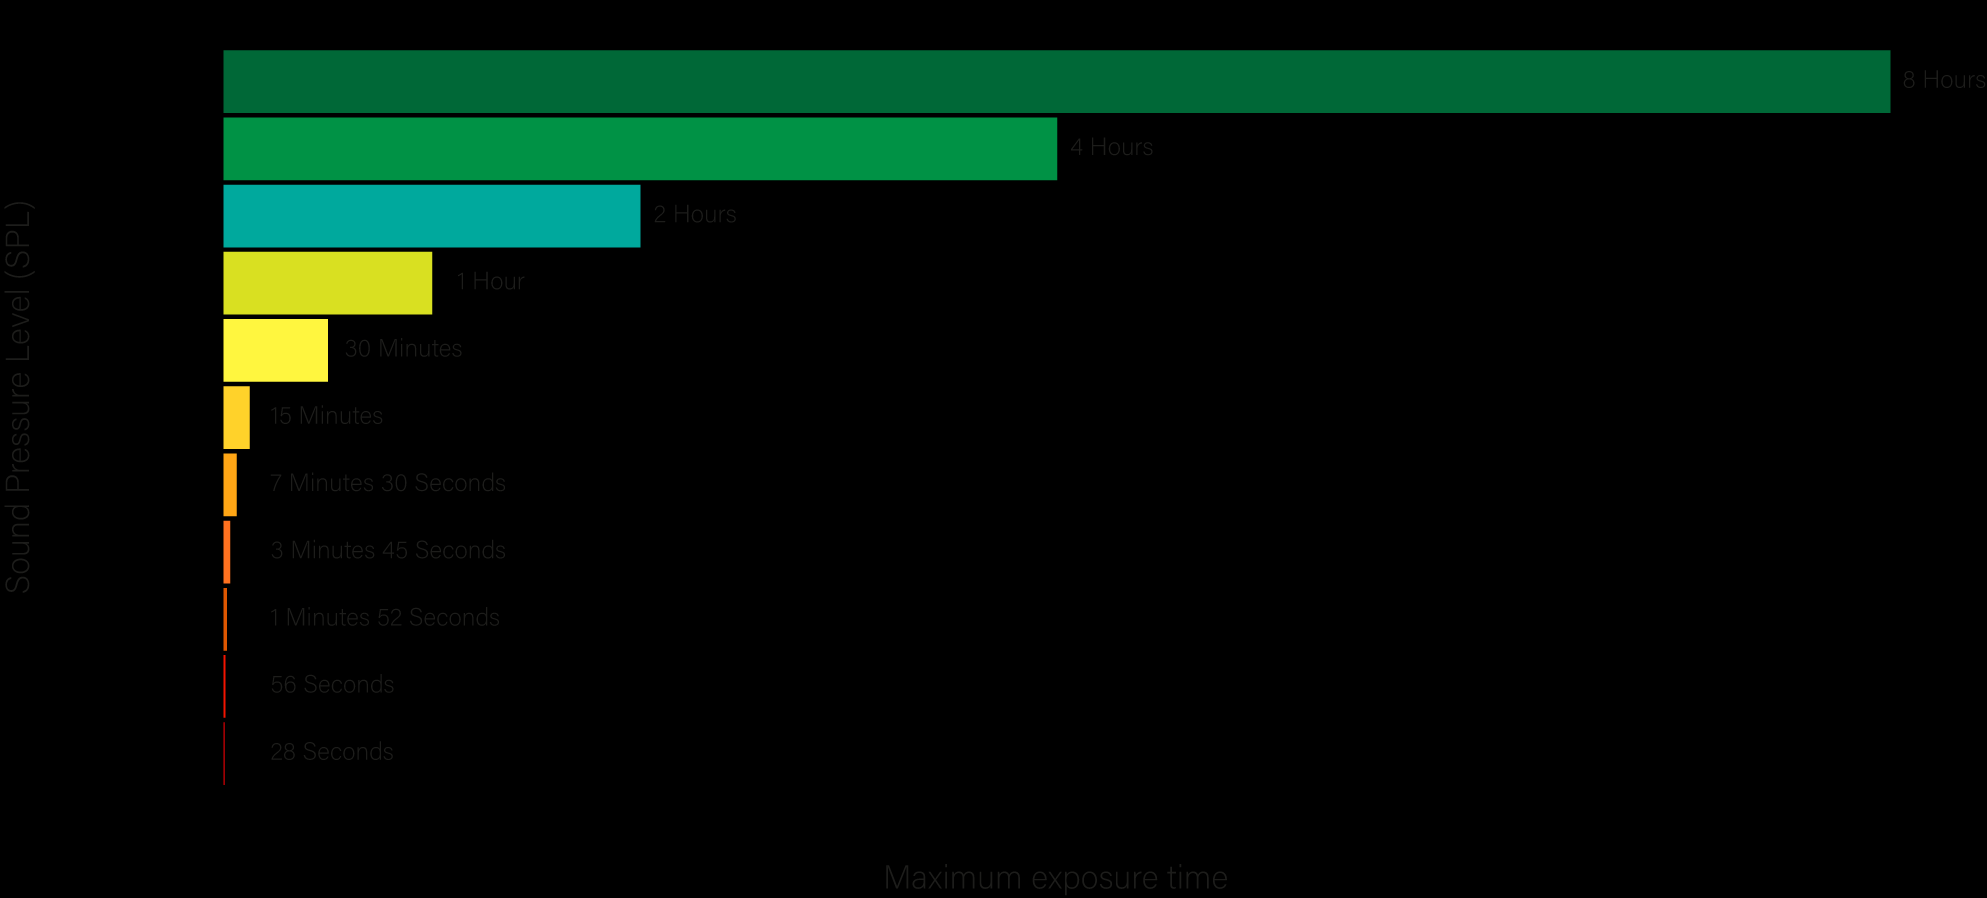 8 Hours
4 Hours
2 Hours
1 Hour
30 Minutes
15 Minutes
7 Minutes 30 Seconds
3 Minutes 45 Seconds
1 Minutes 52 Seconds
56 Seconds
28 Seconds
Sound Pressure Level (SPL)
Maximum exposure time